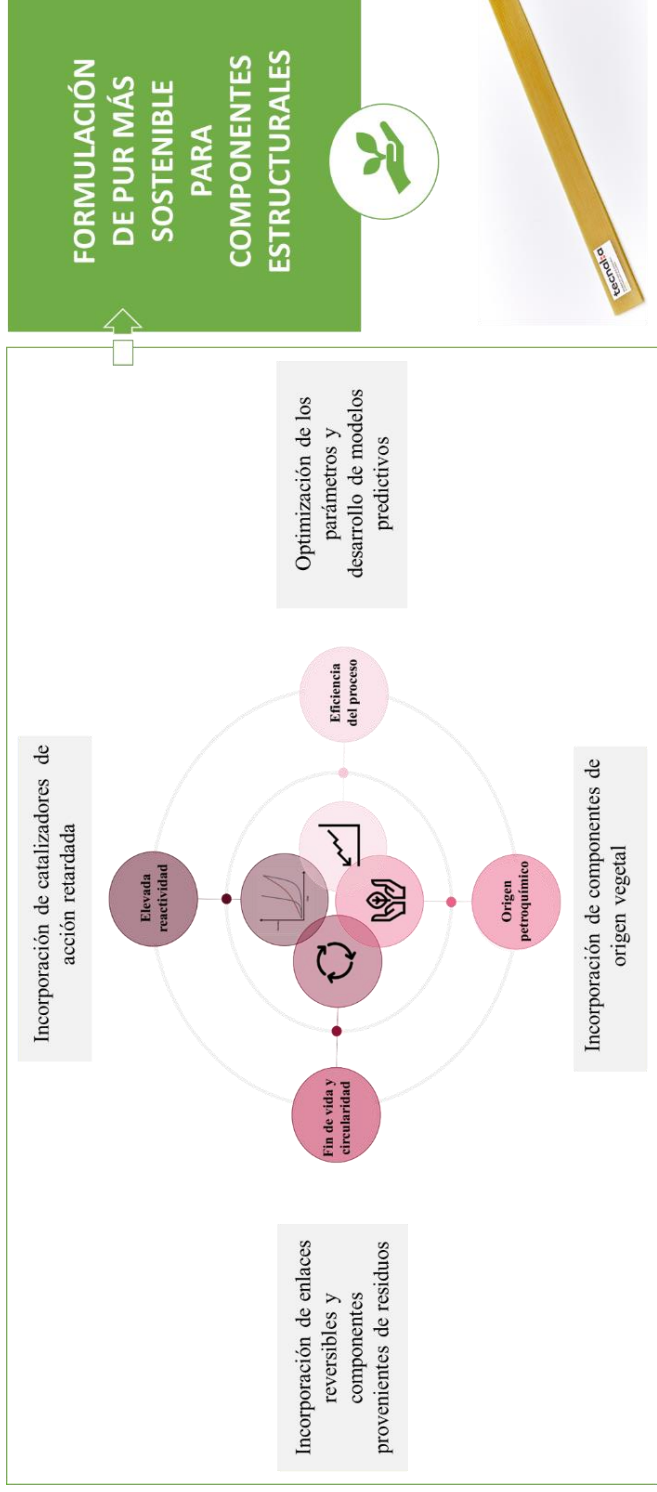 Incorporación de catalizadores de
acción retardada
Elevada
reactividad
Incorporación de enlaces
reversibles y
componentes
provenientes de residuos
Fin de vida y
circularidad
Eficiencia
del proceso
Optimización de los
parámetros y
desarrollo de modelos
predictivos
Origen
petroquímico
Incorporación de componentes de
origen vegetal
FORMULACIÓN
DE PUR MÁS
SOSTENIBLE
PARA
COMPONENTES
ESTRUCTURALES
tecnalia